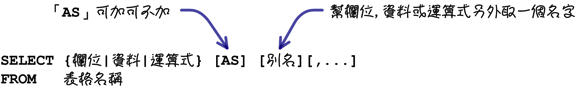 「AS」可加可不加
幫欄位,資料或運算式另外取一個名字
SELECT {欄位|資料|運算式} [AS] [別名][,...]
FROM 表格名稱